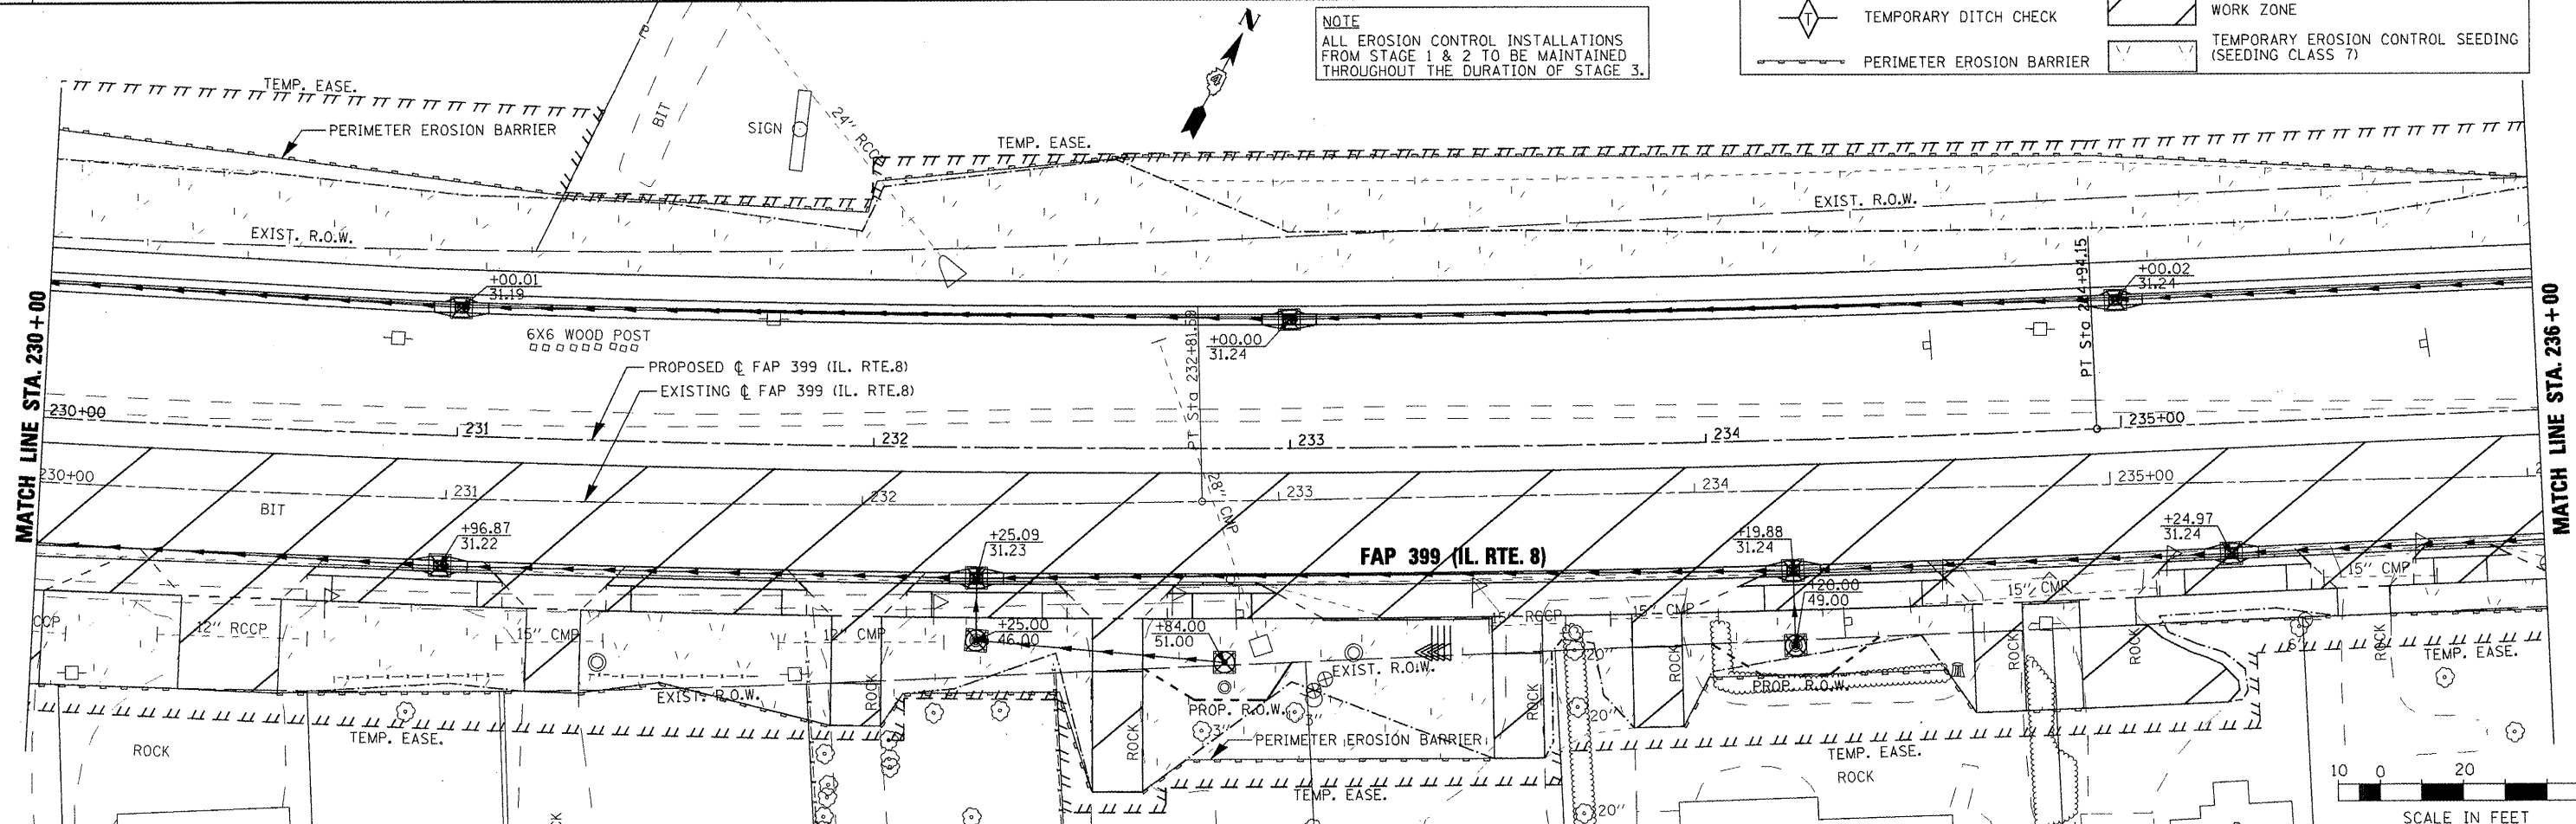 NOTE
ALL EROSION CONTROL INSTALLATIONS
FROM STAGE 1 & 2 TO BE MAINTAINED
THROUGHOUT THE DURATION OF STAGE 3.
TEMPORARY DITCH CHECK
PERIMETER EROSION BARRIER
WORK ZONE
TEMPORARY EROSION CONTROL SEEDING
(SEEDING CLASS 7)
T
N
4
P
TEMP. EASE.
PERIMETER EROSION BARRIER
BIT
SIGN
24" RCCP
TEMP. EASE.
EXIST. R.O.W.
EXIST. R.O.W.
+00.01
31.19
+00.00
31.24
+00.02
31.24
6X6 WOOD POST
PROPOSED ℄ FAP 399 (IL. RTE.8)
EXISTING ℄ FAP 399 (IL. RTE.8)
PT Sta 232+81.58
PT Sta 234+94.15
MATCH LINE STA. 230+00
MATCH LINE STA. 236+00
230+00
231
232
233
234
235+00
230+00
231
232
233
234
235+00
BIT
28" CMP
+96.87
31.22
+25.09
31.23
FAP 399 (IL. RTE. 8)
+19.88
31.24
+24.97
31.24
+20.00
49.00
+25.00
46.00
+84.00
51.00
CCP
12" RCCP
15" CMP
12" CMP
15" RCCP
15" CMP
15" CMP
15" CMP
EXIST. R.O.W.
EXIST. R.O.W.
PROP. R.O.W.
PROP. R.O.W.
ROCK
ROCK
ROCK
ROCK
ROCK
ROCK
ROCK
20"
20"
20"
3"
3"
6"
PERIMETER EROSION BARRIER
TEMP. EASE.
TEMP. EASE.
TEMP. EASE.
TEMP. EASE.
ROCK
ROCK
CK
10 0 20
SCALE IN FEET